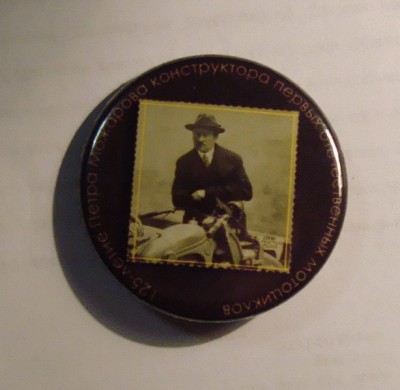 125-летие Петра Можарова конструктора первых отечественных мотоциклов